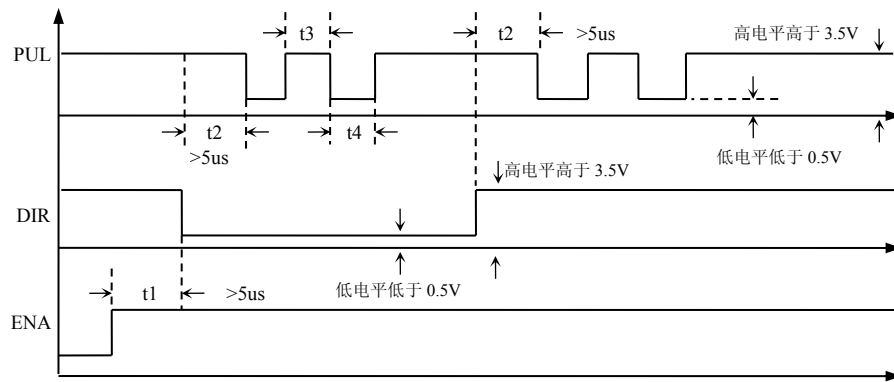 t3
t2
>5us
高电平高于 3.5V
PUL
t2
t4
>5us
低电平低于 0.5V
高电平高于 3.5V
DIR
t1
>5us
低电平低于 0.5V
ENA